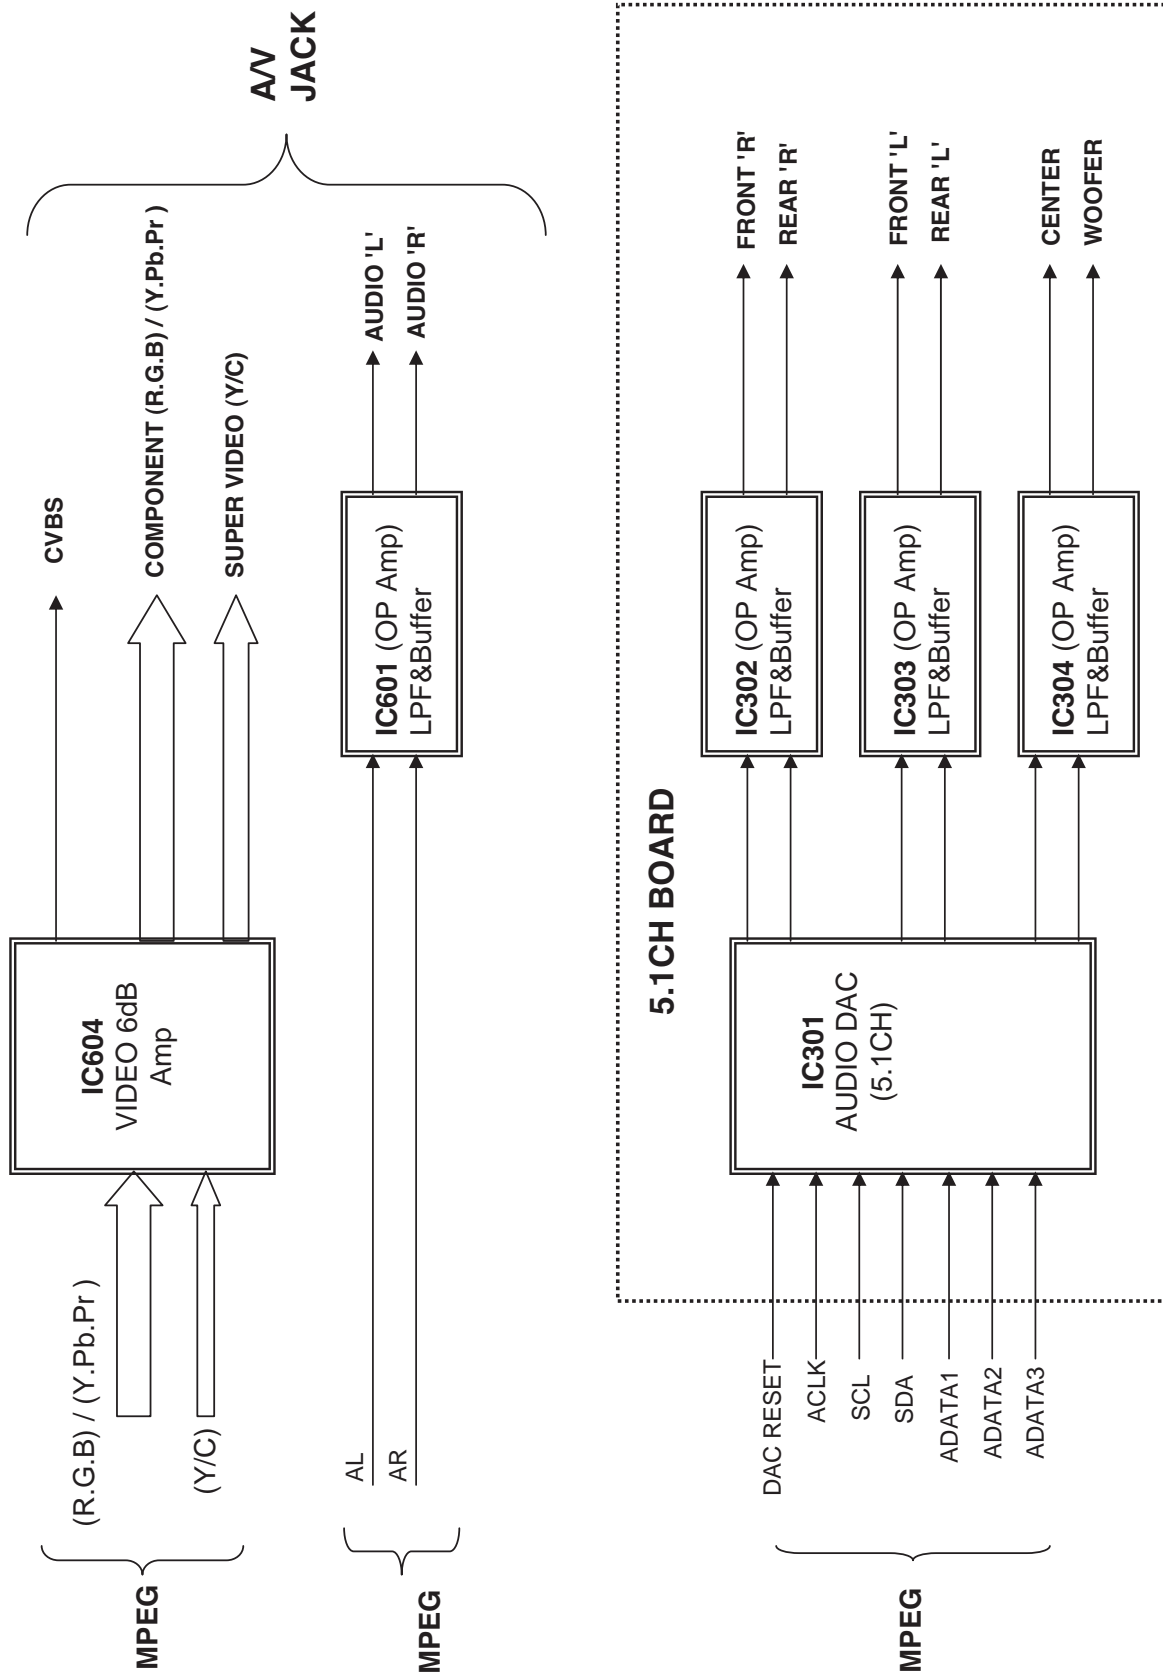 MPEG
(R.G.B) / (Y.Pb.Pr )
(Y/C)
IC604
VIDEO 6dB
Amp
CVBS
COMPONENT (R.G.B) / (Y.Pb.Pr )
SUPER VIDEO (Y/C)
A/V
JACK
MPEG
AL
AR
IC601 (OP Amp)
LPF&Buffer
AUDIO 'L'
AUDIO 'R'
5.1CH BOARD
MPEG
DAC RESET
ACLK
SCL
SDA
ADATA1
ADATA2
ADATA3
IC301
AUDIO DAC
(5.1CH)
IC302 (OP Amp)
LPF&Buffer
FRONT 'R'
REAR 'R'
IC303 (OP Amp)
LPF&Buffer
FRONT 'L'
REAR 'L'
IC304 (OP Amp)
LPF&Buffer
CENTER
WOOFER